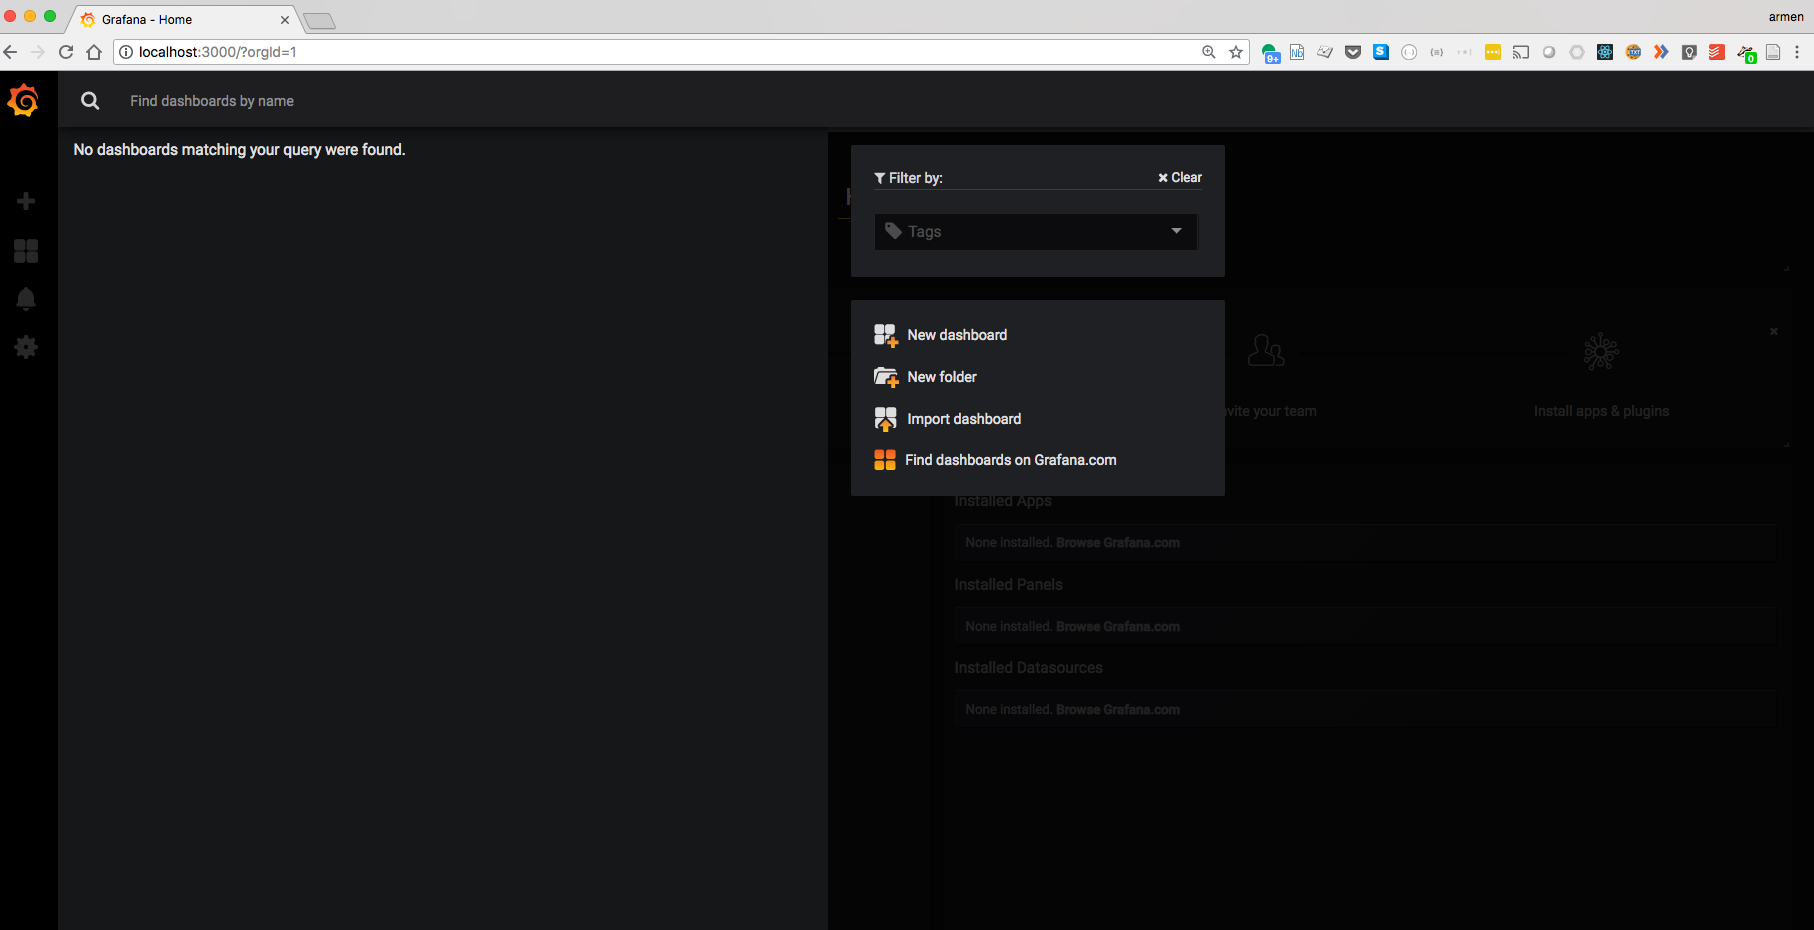 Grafana - Home
armen
localhost:3000/?orgId=1
Nb
S
9+
0
Find dashboards by name
No dashboards matching your query were found.
Filter by:
Clear
Tags
New dashboard
New folder
Import dashboard
Find dashboards on Grafana.com
vite your team
Install apps & plugins
Installed Apps
None installed. Browse Grafana.com
Installed Panels
None installed. Browse Grafana.com
Installed Datasources
None installed. Browse Grafana.com